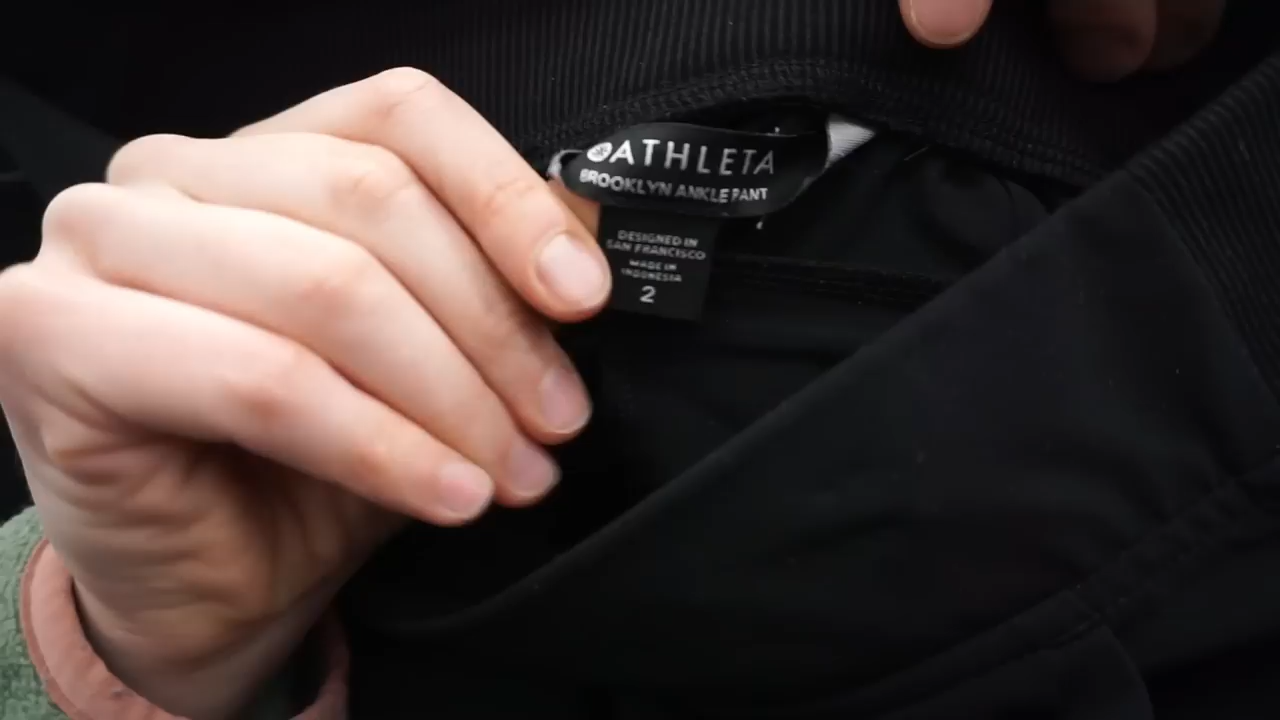 ATHLETA
BROOKLYN ANKLE PANT
DESIGNED IN
SAN FRANCISCO
MADE IN
INDONESIA
2